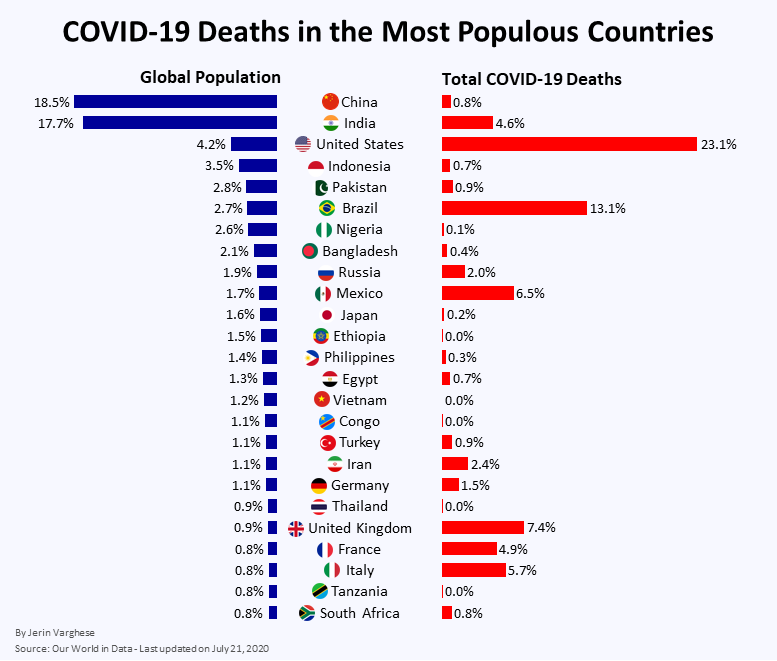 COVID-19 Deaths in the Most Populous Countries
Global Population Total COVID-19 Deaths
18.5% China 0.8%
17.7% India 4.6%
4.2% United States 23.1%
3.5% Indonesia 0.7%
2.8% Pakistan 0.9%
2.7% Brazil 13.1%
2.6% Nigeria 0.1%
2.1% Bangladesh 0.4%
1.9% Russia 2.0%
1.7% Mexico 6.5%
1.6% Japan 0.2%
1.5% Ethiopia 0.0%
1.4% Philippines 0.3%
1.3% Egypt 0.7%
1.2% Vietnam 0.0%
1.1% Congo 0.0%
1.1% Turkey 0.9%
1.1% Iran 2.4%
1.1% Germany 1.5%
0.9% Thailand 0.0%
0.9% United Kingdom 7.4%
0.8% France 4.9%
0.8% Italy 5.7%
0.8% Tanzania 0.0%
0.8% South Africa 0.8%
By Jerin Varghese
Source: Our World in Data - Last updated on July 21, 2020